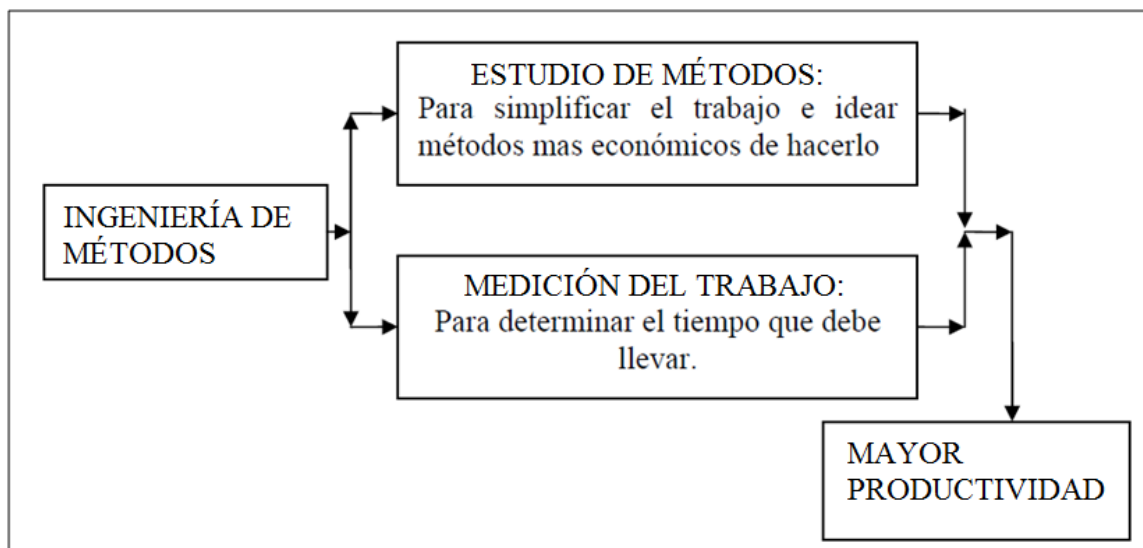 ESTUDIO DE MÉTODOS:
Para simplificar el trabajo e idear
métodos mas económicos de hacerlo
INGENIERÍA DE
MÉTODOS
MEDICIÓN DEL TRABAJO:
Para determinar el tiempo que debe
llevar.
MAYOR
PRODUCTIVIDAD